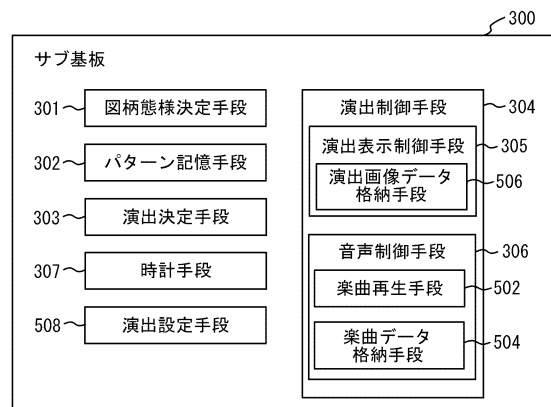 300
サブ基板
301
図柄態様決定手段
302
パターン記憶手段
303
演出決定手段
307
時計手段
508
演出設定手段
演出制御手段
304
演出表示制御手段
305
演出画像データ
格納手段
506
音声制御手段
306
楽曲再生手段
502
楽曲データ
格納手段
504